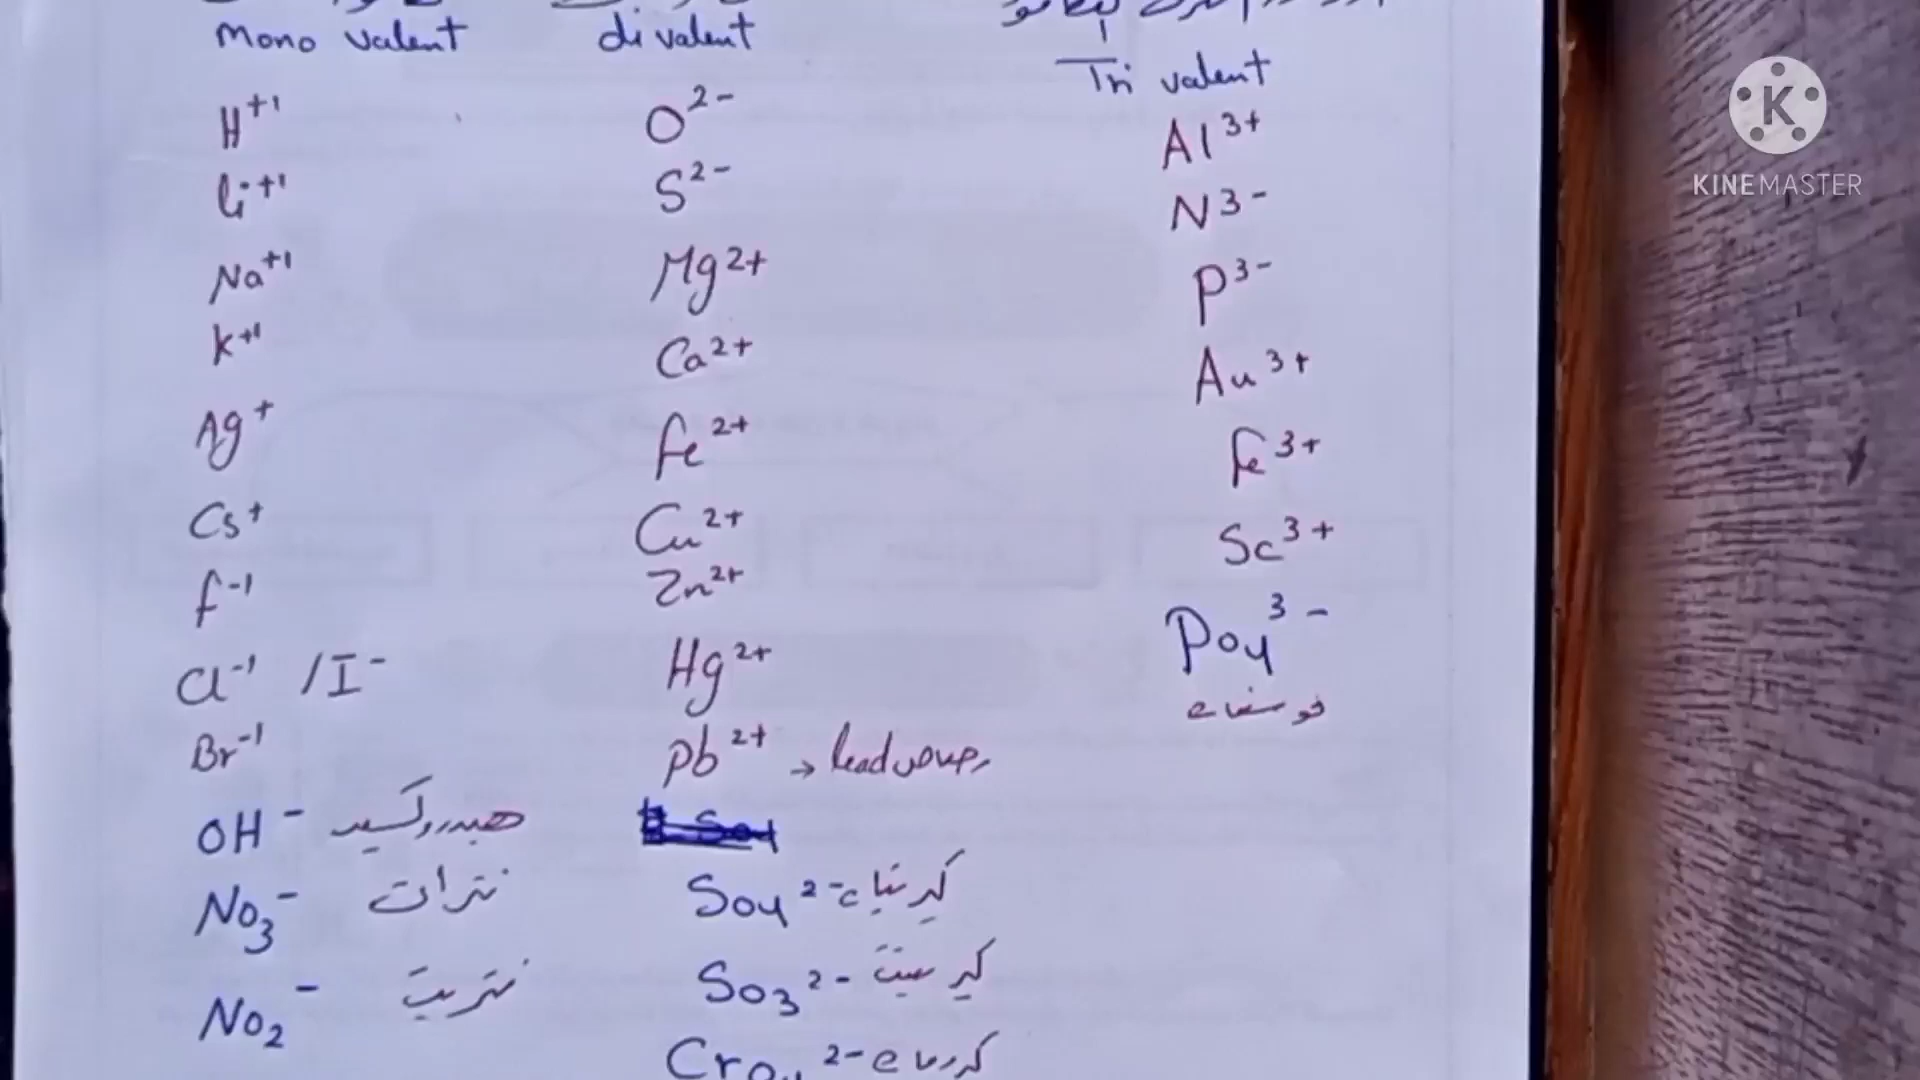 Mono valent
di valent
Tri valent
H+1
Li+1
Na+1
K+1
Ag+
Cs+
F-1
Cl-1 / I-
Br-1
OH- هيدروكسيد
NO3- نترات
NO2- نتريت
O2-
S2-
Mg2+
Ca2+
Fe2+
Cu2+
Zn2+
Hg2+
Pb2+ → lead رصاص
SO4 2- كبريتات
SO3 2- كبريتيت
CrO4 2- كرومات
Al3+
N3-
P3-
Au3+
Fe3+
Sc3+
PO4 3-
فوسفات
K
KINEMASTER